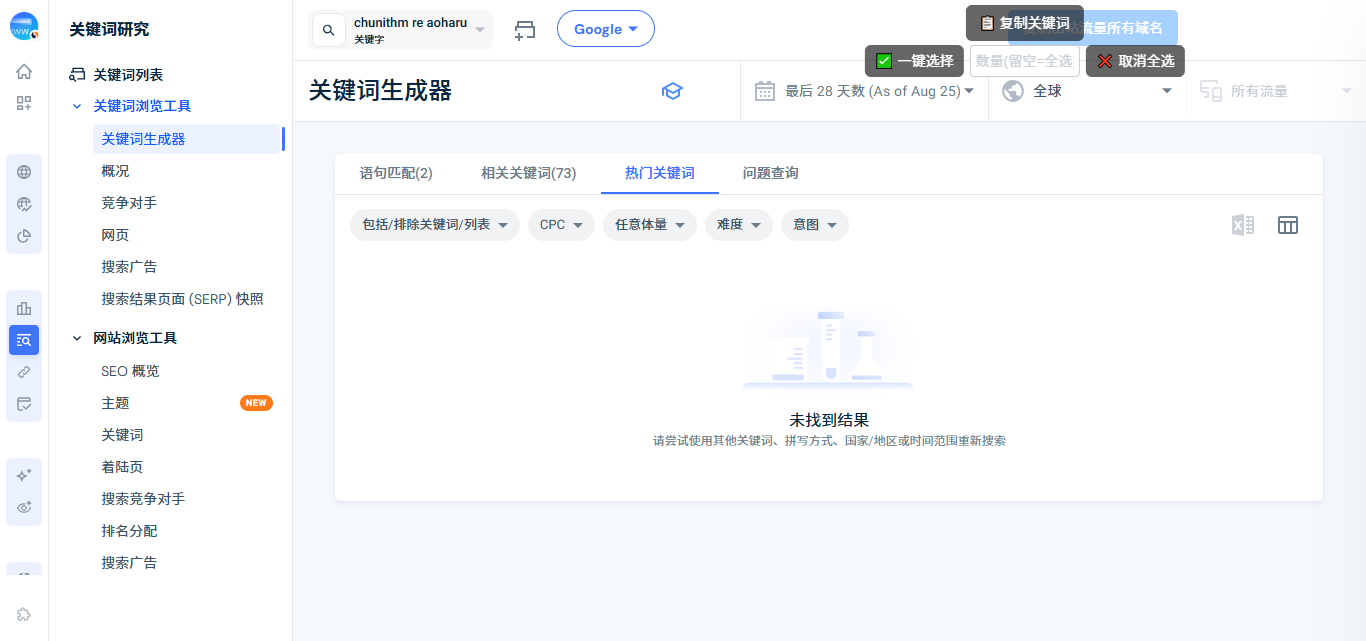 关键词研究
关键词列表
关键词浏览工具
关键词生成器
概况
竞争对手
网页
搜索广告
搜索结果页面 (SERP) 快照
网站浏览工具
SEO 概览
主题
NEW
关键词
着陆页
搜索竞争对手
排名分配
搜索广告
chunithm re aoharu
关键字
Google
复制关键词
流量所有域名
一键选择
数量(留空=全选
取消全选
关键词生成器
最后 28 天数 (As of Aug 25)
全球
所有流量
语句匹配(2)
相关关键词(73)
热门关键词
问题查询
包括/排除关键词/列表
CPC
任意体量
难度
意图
未找到结果
请尝试使用其他关键词、拼写方式、国家/地区或时间范围重新搜索